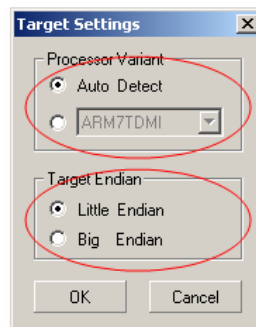 Target Settings
Processor Variant
Auto Detect
ARM7TDMI
Target Endian
Little Endian
Big Endian
OK
Cancel